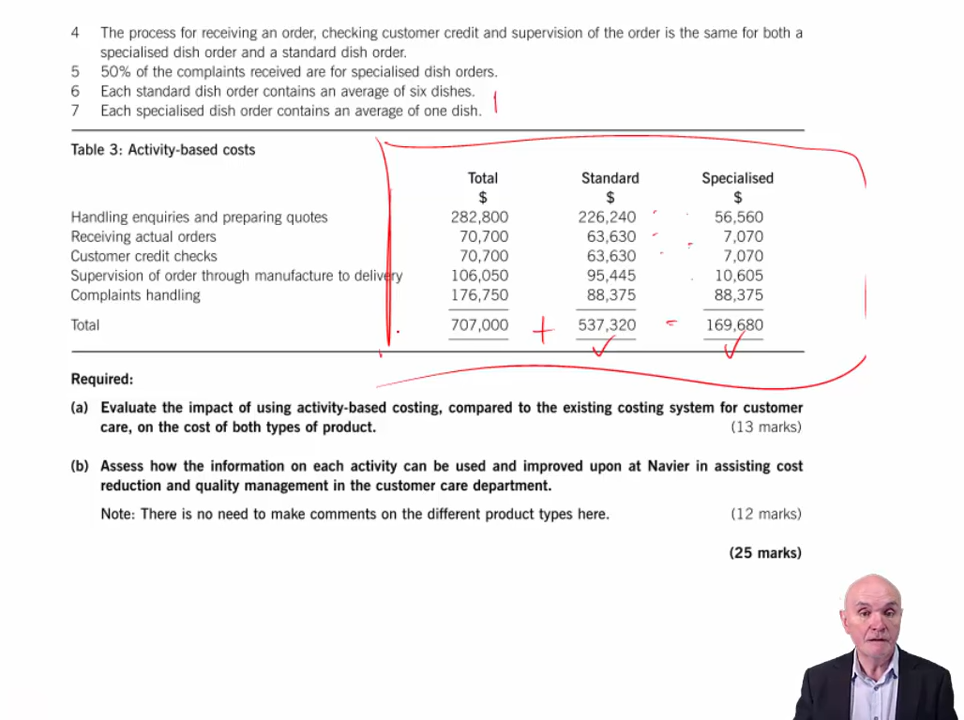 4 The process for receiving an order, checking customer credit and supervision of the order is the same for both a
specialised dish order and a standard dish order.
5 50% of the complaints received are for specialised dish orders.
6 Each standard dish order contains an average of six dishes.
7 Each specialised dish order contains an average of one dish. 1
Table 3: Activity-based costs
Total Standard Specialised
$ $ $
Handling enquiries and preparing quotes 282,800 226,240 56,560
Receiving actual orders 70,700 63,630 7,070
Customer credit checks 70,700 63,630 7,070
Supervision of order through manufacture to delivery 106,050 95,445 10,605
Complaints handling 176,750 88,375 88,375
Total 707,000 + 537,320 = 169,680
Required:
(a) Evaluate the impact of using activity-based costing, compared to the existing costing system for customer
care, on the cost of both types of product. (13 marks)
(b) Assess how the information on each activity can be used and improved upon at Navier in assisting cost
reduction and quality management in the customer care department.
Note: There is no need to make comments on the different product types here. (12 marks)
(25 marks)